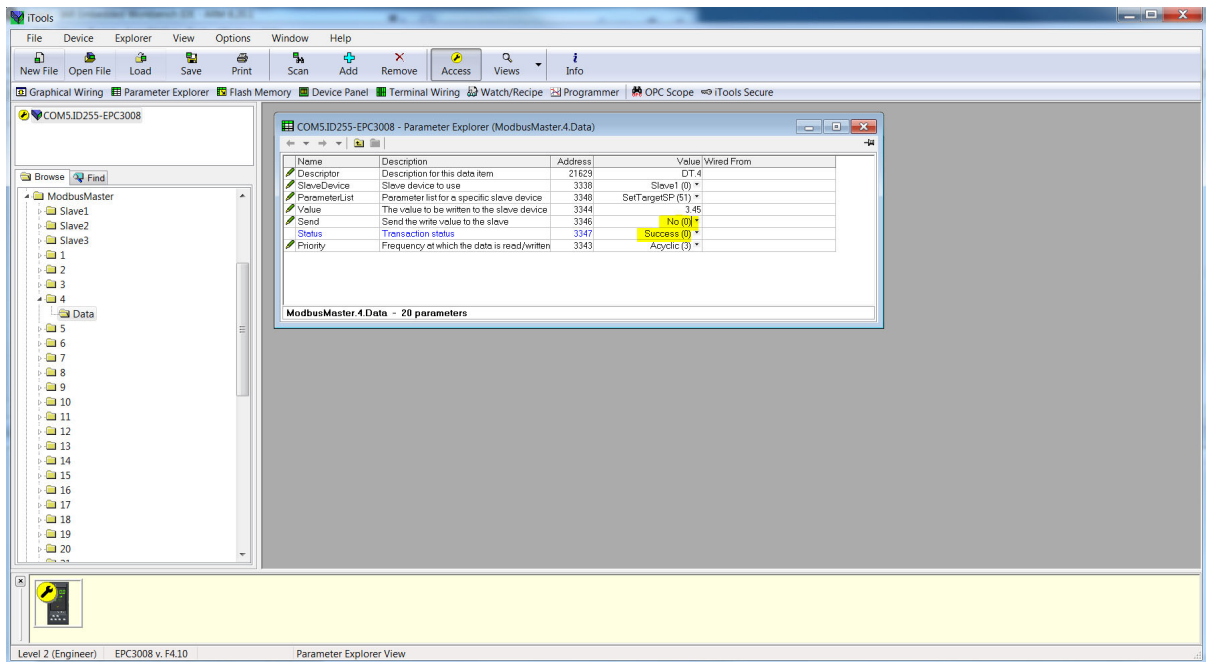 iTools
File Device Explorer View Options Window Help
New File Open File Load Save Print Scan Add Remove Access Views Info
Graphical Wiring Parameter Explorer Flash Memory Device Panel Terminal Wiring Watch/Recipe Programmer OPC Scope iTools Secure
COM5.ID255-EPC3008
Browse Find
ModbusMaster
Slave1
Slave2
Slave3
1
2
3
4
Data
5
6
7
8
9
10
11
12
13
14
15
16
17
18
19
20
COM5.ID255-EPC3008 - Parameter Explorer (ModbusMaster.4.Data)
Name Description Address Value Wired From
Descriptor Description for this data item 21629 DT.4
SlaveDevice Slave device to use 3338 Slave1 (0)
ParameterList Parameter list for a specific slave device 3348 SetTargetSP (51)
Value The value to be written to the slave device 3344 3.45
Send Send the write value to the slave 3346 No (0)
Status Transaction status 3347 Success (0)
Priority Frequency at which the data is read/written 3343 Acyclic (3)
ModbusMaster.4.Data - 20 parameters
Level 2 (Engineer) EPC3008 v. F4.10 Parameter Explorer View